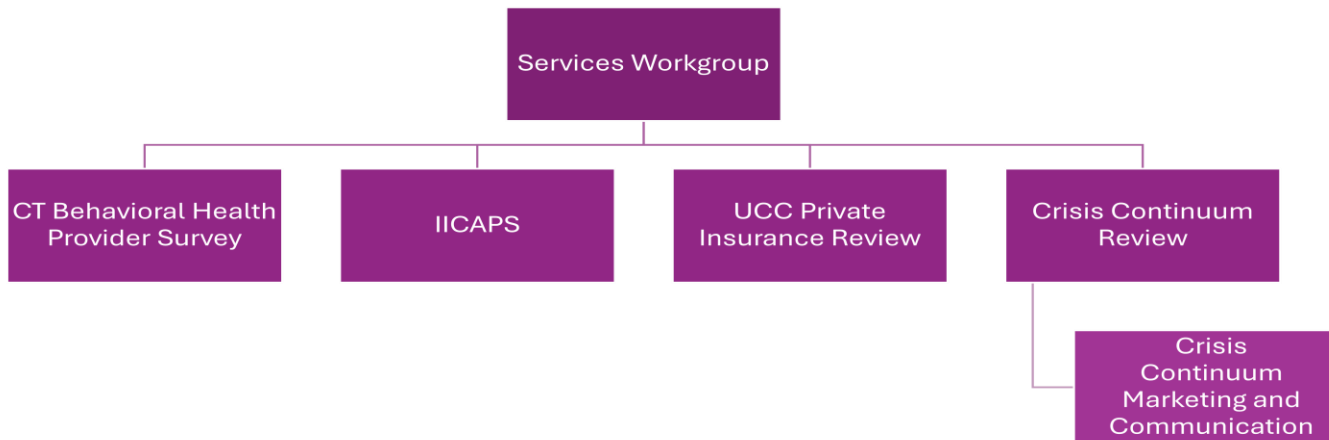 Services Workgroup
CT Behavioral Health
Provider Survey
IICAPS
UCC Private
Insurance Review
Crisis Continuum
Review
Crisis
Continuum
Marketing and
Communication